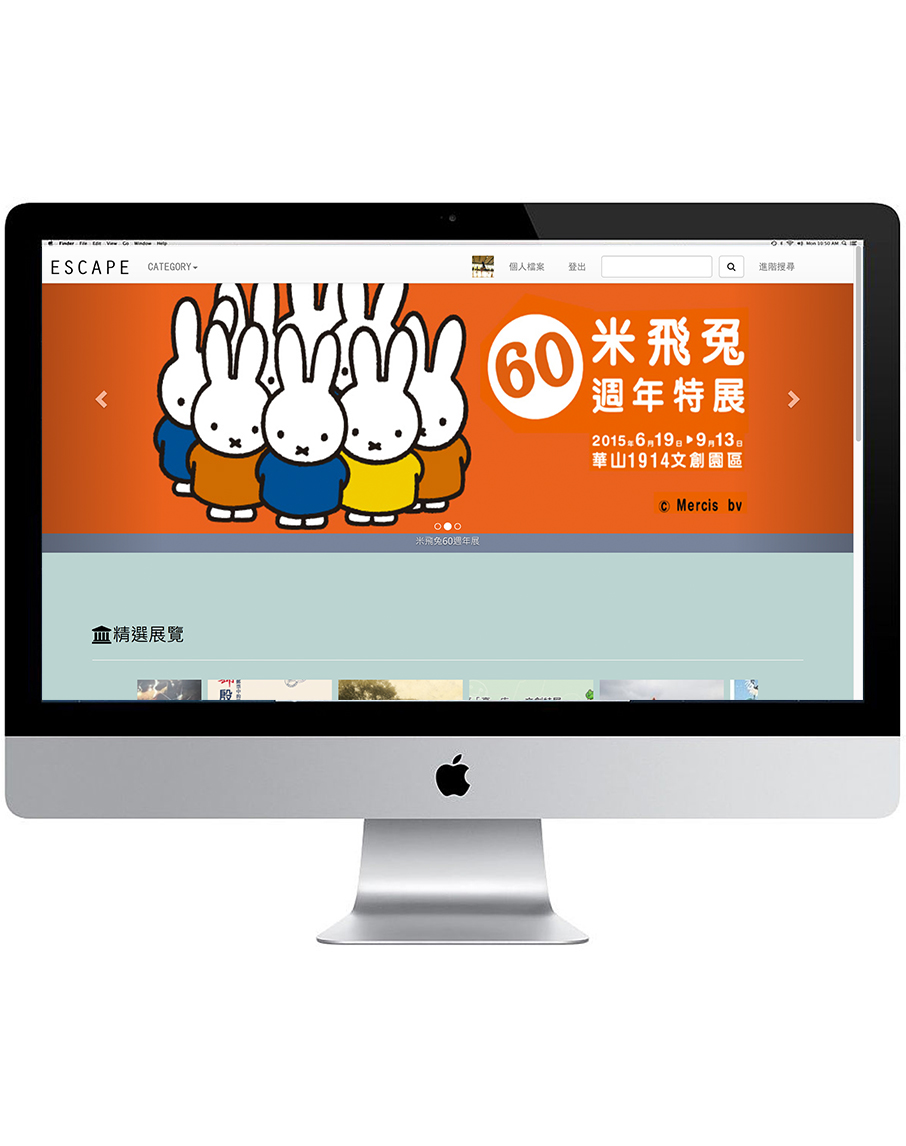 Finder File Edit View Go Window Help
Mon 10:50 AM
ESCAPE CATEGORY 個人檔案 登出 進階搜尋
60 米飛兔
週年特展
2015年6月19日▶9月13日
華山1914文創園區
© Mercis bv
米飛兔60週年展
精選展覽